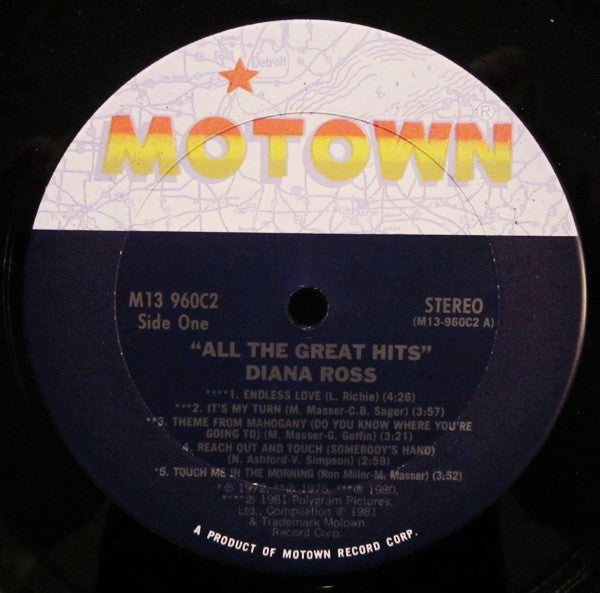 Detroit
ERIE
MOTOWN
®
M13 960C2
Side One
STEREO
(M13-960C2 A)
"ALL THE GREAT HITS"
DIANA ROSS
****1. ENDLESS LOVE (L. Richie) (4:26)
***2. IT'S MY TURN (M. Masser-C.B. Sager) (3:57)
**3. THEME FROM MAHOGANY (DO YOU KNOW WHERE YOU'RE
GOING TO) (M. Masser-G. Goffin) (3:21)
4. REACH OUT AND TOUCH (SOMEBODY'S HAND)
(N. Ashford-V. Simpson) (2:59)
*5. TOUCH ME IN THE MORNING (Ron Miller-M. Masser) (3:52)
*℗ 1972, **℗ 1975, ***℗ 1980,
****℗ 1981 Polygram Pictures,
Ltd., Compilation ℗ 1981
& Trademark Motown
Record Corp.
A PRODUCT OF MOTOWN RECORD CORP.